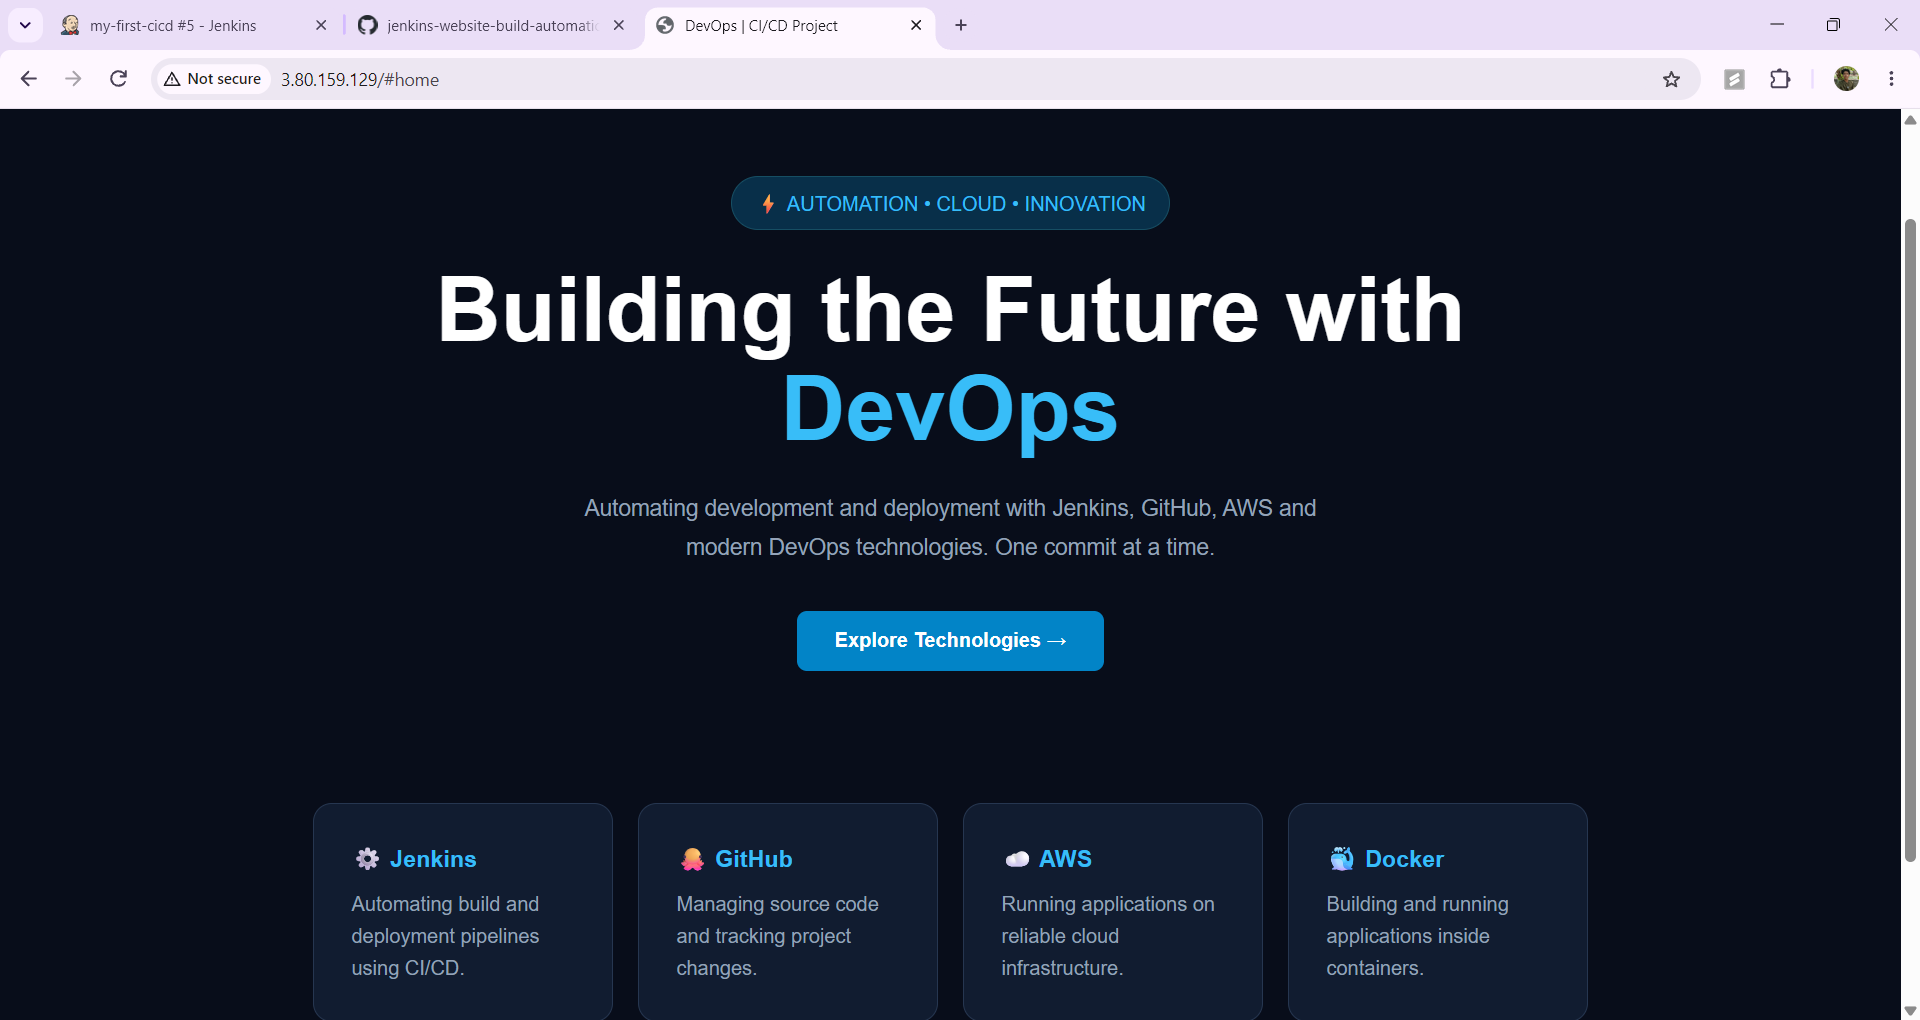 my-first-cicd #5 - Jenkins
jenkins-website-build-automatic
DevOps | CI/CD Project
Not secure
3.80.159.129/#home
AUTOMATION • CLOUD • INNOVATION
Building the Future with
DevOps
Automating development and deployment with Jenkins, GitHub, AWS and
modern DevOps technologies. One commit at a time.
Explore Technologies →
Jenkins
Automating build and
deployment pipelines
using CI/CD.
GitHub
Managing source code
and tracking project
changes.
AWS
Running applications on
reliable cloud
infrastructure.
Docker
Building and running
applications inside
containers.